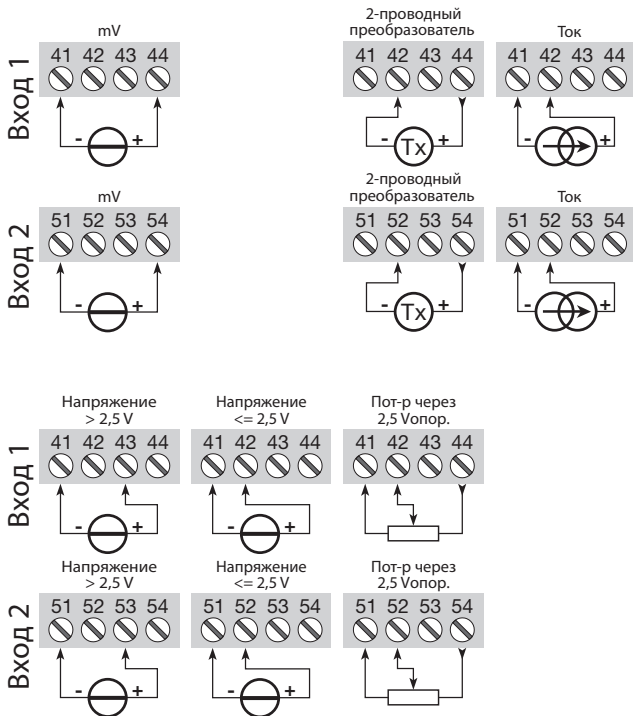 Вход 1
mV
41 42 43 44
- +
2-проводный
преобразователь
41 42 43 44
- Tx +
Ток
41 42 43 44
- +
Вход 2
mV
51 52 53 54
- +
2-проводный
преобразователь
51 52 53 54
- Tx +
Ток
51 52 53 54
- +
Вход 1
Напряжение
> 2,5 V
41 42 43 44
- +
Напряжение
<= 2,5 V
41 42 43 44
- +
Пот-р через
2,5 Vопор.
41 42 43 44
Вход 2
Напряжение
> 2,5 V
51 52 53 54
- +
Напряжение
<= 2,5 V
51 52 53 54
- +
Пот-р через
2,5 Vопор.
51 52 53 54